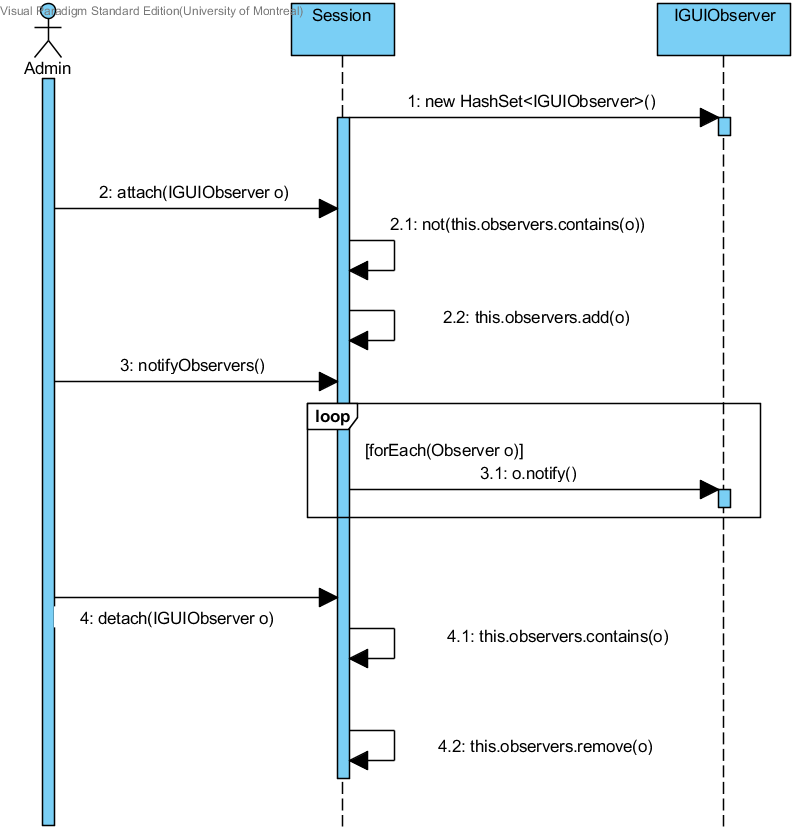 Visual Paradigm Standard Edition(University of Montreal)
Session
IGUIObserver
Admin
1: new HashSet<IGUIObserver>()
2: attach(IGUIObserver o)
2.1: not(this.observers.contains(o))
2.2: this.observers.add(o)
3: notifyObservers()
loop
[forEach(Observer o)]
3.1: o.notify()
4: detach(IGUIObserver o)
4.1: this.observers.contains(o)
4.2: this.observers.remove(o)